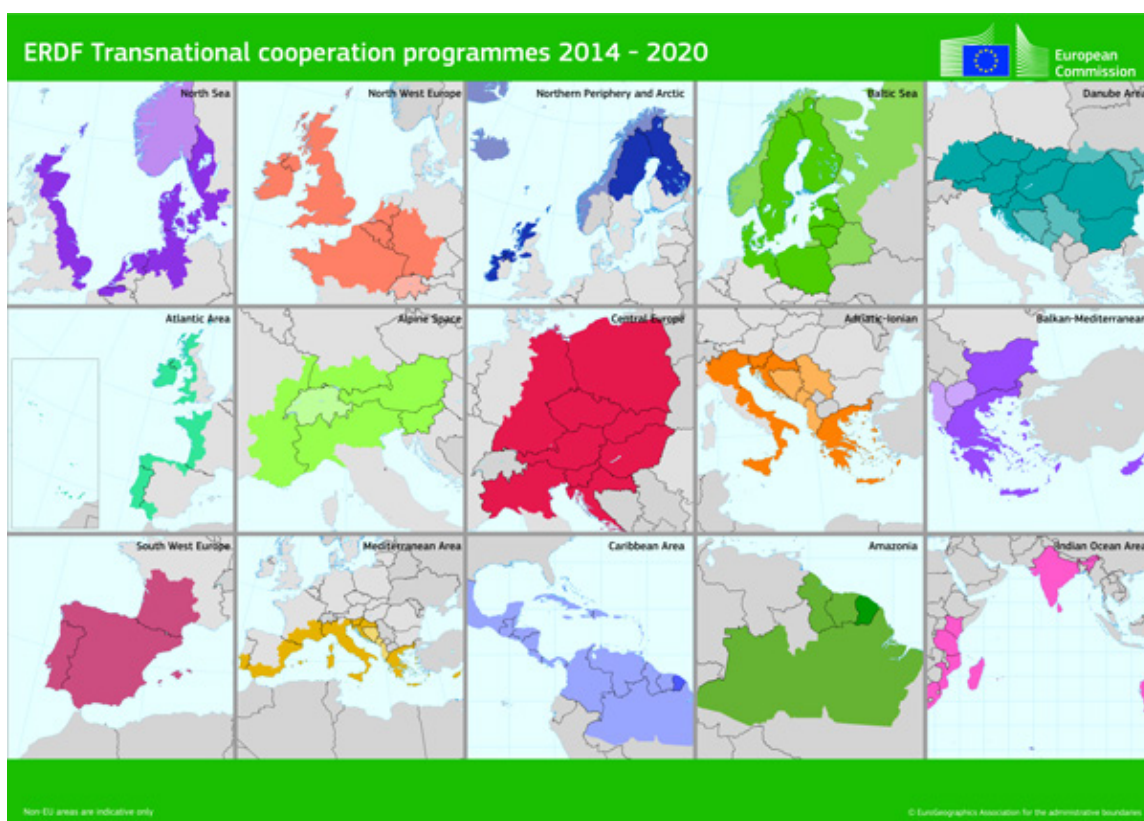 ERDF Transnational cooperation programmes 2014 - 2020
European
Commission
North Sea
North West Europe
Northern Periphery and Arctic
Baltic Sea
Danube Area
Atlantic Area
Alpine Space
Central Europe
Adriatic-Ionian
Balkan-Mediterranean
South West Europe
Mediterranean Area
Caribbean Area
Amazonia
Indian Ocean Area
Non-EU areas are indicative only
© EuroGeographics Association for the administrative boundaries